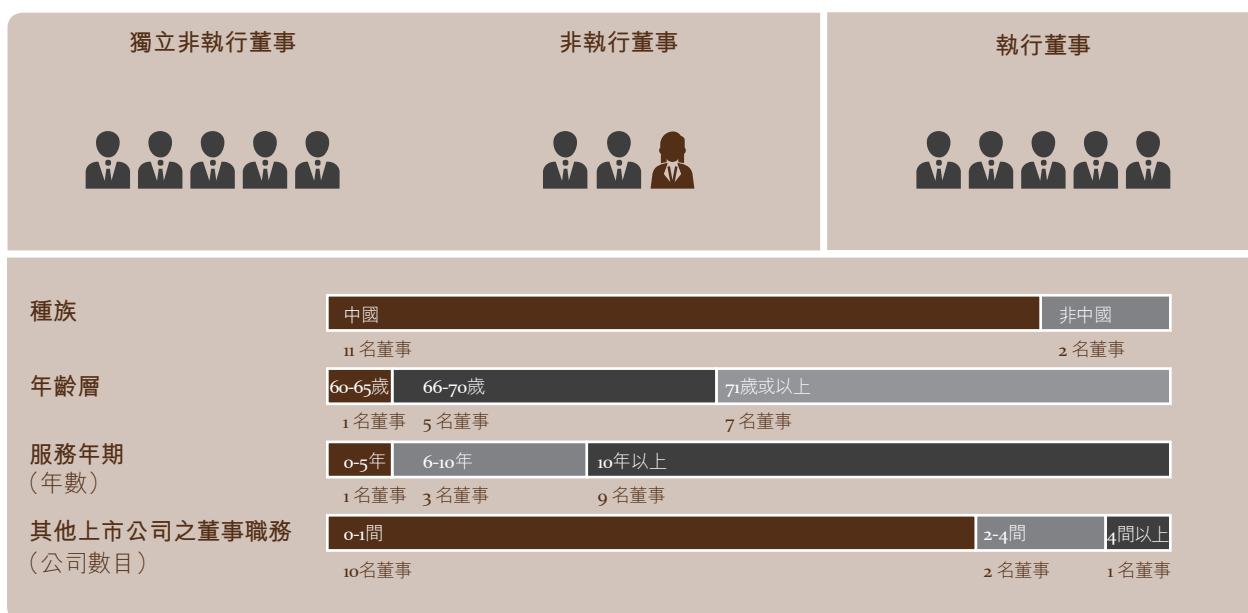 獨立非執行董事
非執行董事
執行董事
種族
中國
非中國
11 名董事
2 名董事
年齡層
60-65歲
66-70歲
71歲或以上
1 名董事
5 名董事
7 名董事
服務年期
(年數)
0-5年
6-10年
10年以上
1 名董事
3 名董事
9 名董事
其他上市公司之董事職務
(公司數目)
0-1間
2-4間
4間以上
10名董事
2 名董事
1 名董事